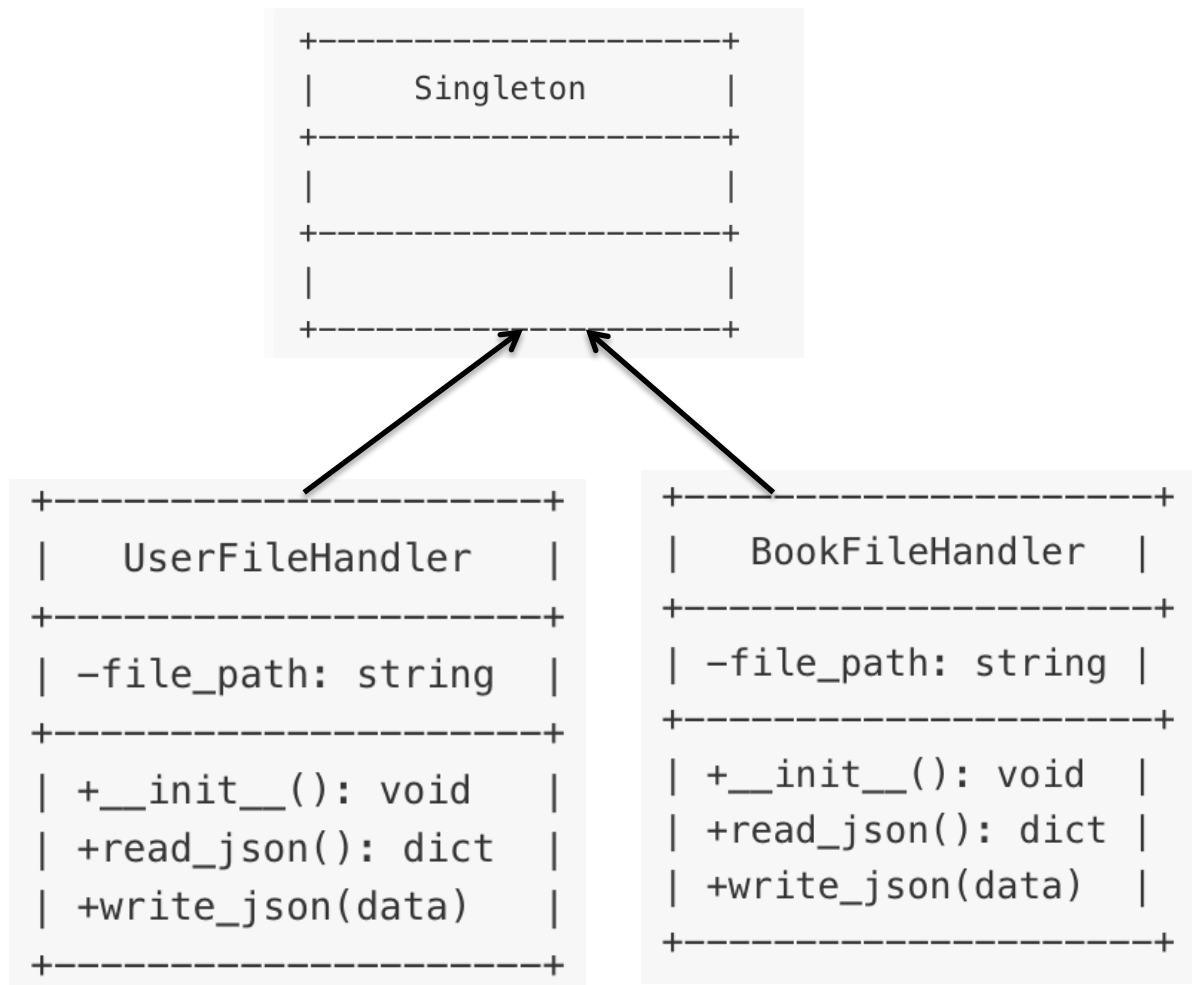 +----------------------+
| Singleton |
+----------------------+
| |
+----------------------+
| |
+----------------------+
+----------------------+
| UserFileHandler |
+----------------------+
| -file_path: string |
+----------------------+
| +__init__(): void |
| +read_json(): dict |
| +write_json(data) |
+----------------------+
+---------------------+
| BookFileHandler |
+---------------------+
| -file_path: string |
+---------------------+
| +__init__(): void |
| +read_json(): dict |
| +write_json(data) |
+---------------------+